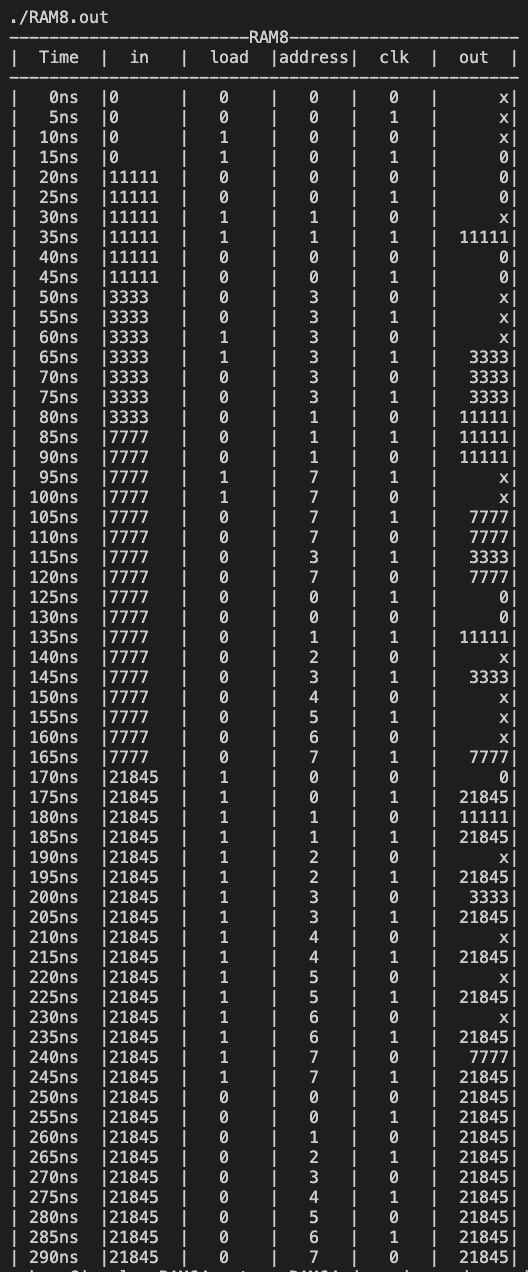 ./RAM8.out
-------------------------RAM8------------------------
| Time | in | load |address| clk | out |
-----------------------------------------------------
| 0ns |0 | 0 | 0 | 0 | x|
| 5ns |0 | 0 | 0 | 1 | x|
| 10ns |0 | 1 | 0 | 0 | x|
| 15ns |0 | 1 | 0 | 1 | 0|
| 20ns |11111 | 0 | 0 | 0 | 0|
| 25ns |11111 | 0 | 0 | 1 | 0|
| 30ns |11111 | 1 | 1 | 0 | x|
| 35ns |11111 | 1 | 1 | 1 | 11111|
| 40ns |11111 | 0 | 0 | 0 | 0|
| 45ns |11111 | 0 | 0 | 1 | 0|
| 50ns |3333 | 0 | 3 | 0 | x|
| 55ns |3333 | 0 | 3 | 1 | x|
| 60ns |3333 | 1 | 3 | 0 | x|
| 65ns |3333 | 1 | 3 | 1 | 3333|
| 70ns |3333 | 0 | 3 | 0 | 3333|
| 75ns |3333 | 0 | 3 | 1 | 3333|
| 80ns |3333 | 0 | 1 | 0 | 11111|
| 85ns |7777 | 0 | 1 | 1 | 11111|
| 90ns |7777 | 0 | 1 | 0 | 11111|
| 95ns |7777 | 1 | 7 | 1 | x|
| 100ns |7777 | 1 | 7 | 0 | x|
| 105ns |7777 | 0 | 7 | 1 | 7777|
| 110ns |7777 | 0 | 7 | 0 | 7777|
| 115ns |7777 | 0 | 3 | 1 | 3333|
| 120ns |7777 | 0 | 7 | 0 | 7777|
| 125ns |7777 | 0 | 0 | 1 | 0|
| 130ns |7777 | 0 | 0 | 0 | 0|
| 135ns |7777 | 0 | 1 | 1 | 11111|
| 140ns |7777 | 0 | 2 | 0 | x|
| 145ns |7777 | 0 | 3 | 1 | 3333|
| 150ns |7777 | 0 | 4 | 0 | x|
| 155ns |7777 | 0 | 5 | 1 | x|
| 160ns |7777 | 0 | 6 | 0 | x|
| 165ns |7777 | 0 | 7 | 1 | 7777|
| 170ns |21845 | 1 | 0 | 0 | 0|
| 175ns |21845 | 1 | 0 | 1 | 21845|
| 180ns |21845 | 1 | 1 | 0 | 11111|
| 185ns |21845 | 1 | 1 | 1 | 21845|
| 190ns |21845 | 1 | 2 | 0 | x|
| 195ns |21845 | 1 | 2 | 1 | 21845|
| 200ns |21845 | 1 | 3 | 0 | 3333|
| 205ns |21845 | 1 | 3 | 1 | 21845|
| 210ns |21845 | 1 | 4 | 0 | x|
| 215ns |21845 | 1 | 4 | 1 | 21845|
| 220ns |21845 | 1 | 5 | 0 | x|
| 225ns |21845 | 1 | 5 | 1 | 21845|
| 230ns |21845 | 1 | 6 | 0 | x|
| 235ns |21845 | 1 | 6 | 1 | 21845|
| 240ns |21845 | 1 | 7 | 0 | 7777|
| 245ns |21845 | 1 | 7 | 1 | 21845|
| 250ns |21845 | 0 | 0 | 0 | 21845|
| 255ns |21845 | 0 | 0 | 1 | 21845|
| 260ns |21845 | 0 | 1 | 0 | 21845|
| 265ns |21845 | 0 | 2 | 1 | 21845|
| 270ns |21845 | 0 | 3 | 0 | 21845|
| 275ns |21845 | 0 | 4 | 1 | 21845|
| 280ns |21845 | 0 | 5 | 0 | 21845|
| 285ns |21845 | 0 | 6 | 1 | 21845|
| 290ns |21845 | 0 | 7 | 0 | 21845|